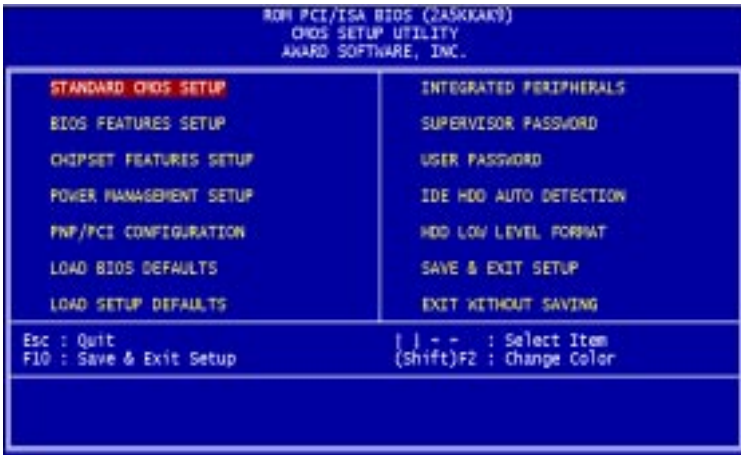 ROM PCI/ISA BIOS (2A5KKAK9)
CMOS SETUP UTILITY
AWARD SOFTWARE, INC.
STANDARD CMOS SETUP
BIOS FEATURES SETUP
CHIPSET FEATURES SETUP
POWER MANAGEMENT SETUP
PNP/PCI CONFIGURATION
LOAD BIOS DEFAULTS
LOAD SETUP DEFAULTS
INTEGRATED PERIPHERALS
SUPERVISOR PASSWORD
USER PASSWORD
IDE HDD AUTO DETECTION
HDD LOW LEVEL FORMAT
SAVE & EXIT SETUP
EXIT WITHOUT SAVING
Esc : Quit
F10 : Save & Exit Setup
: Select Item
(Shift)F2 : Change Color